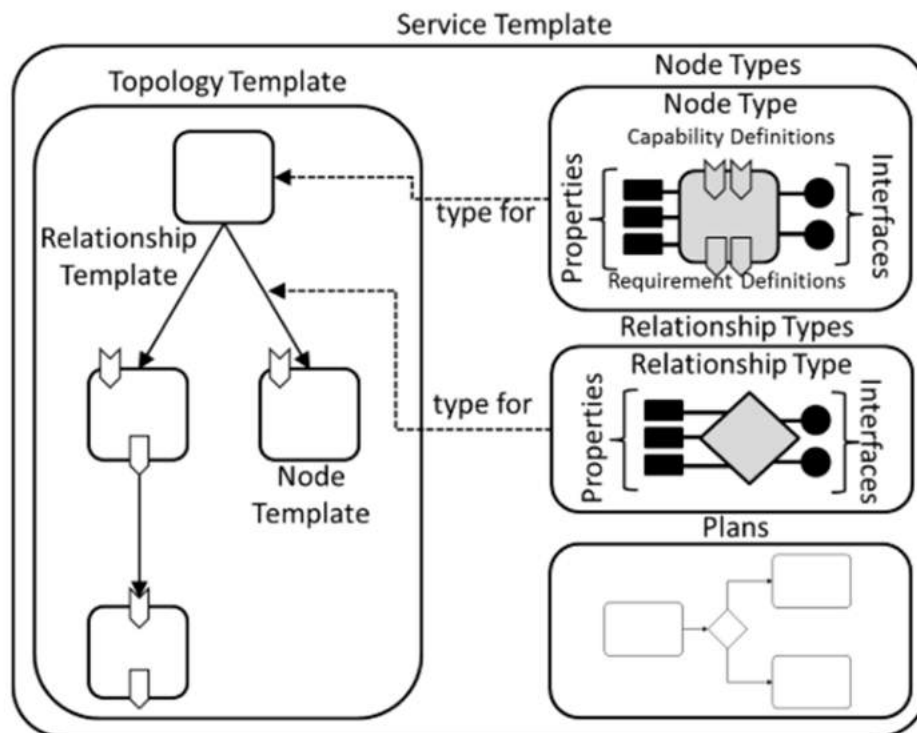 Service Template
Topology Template
Relationship
Template
Node
Template
type for
type for
Node Types
Node Type
Capability Definitions
Properties
Interfaces
Requirement Definitions
Relationship Types
Relationship Type
Properties
Interfaces
Plans